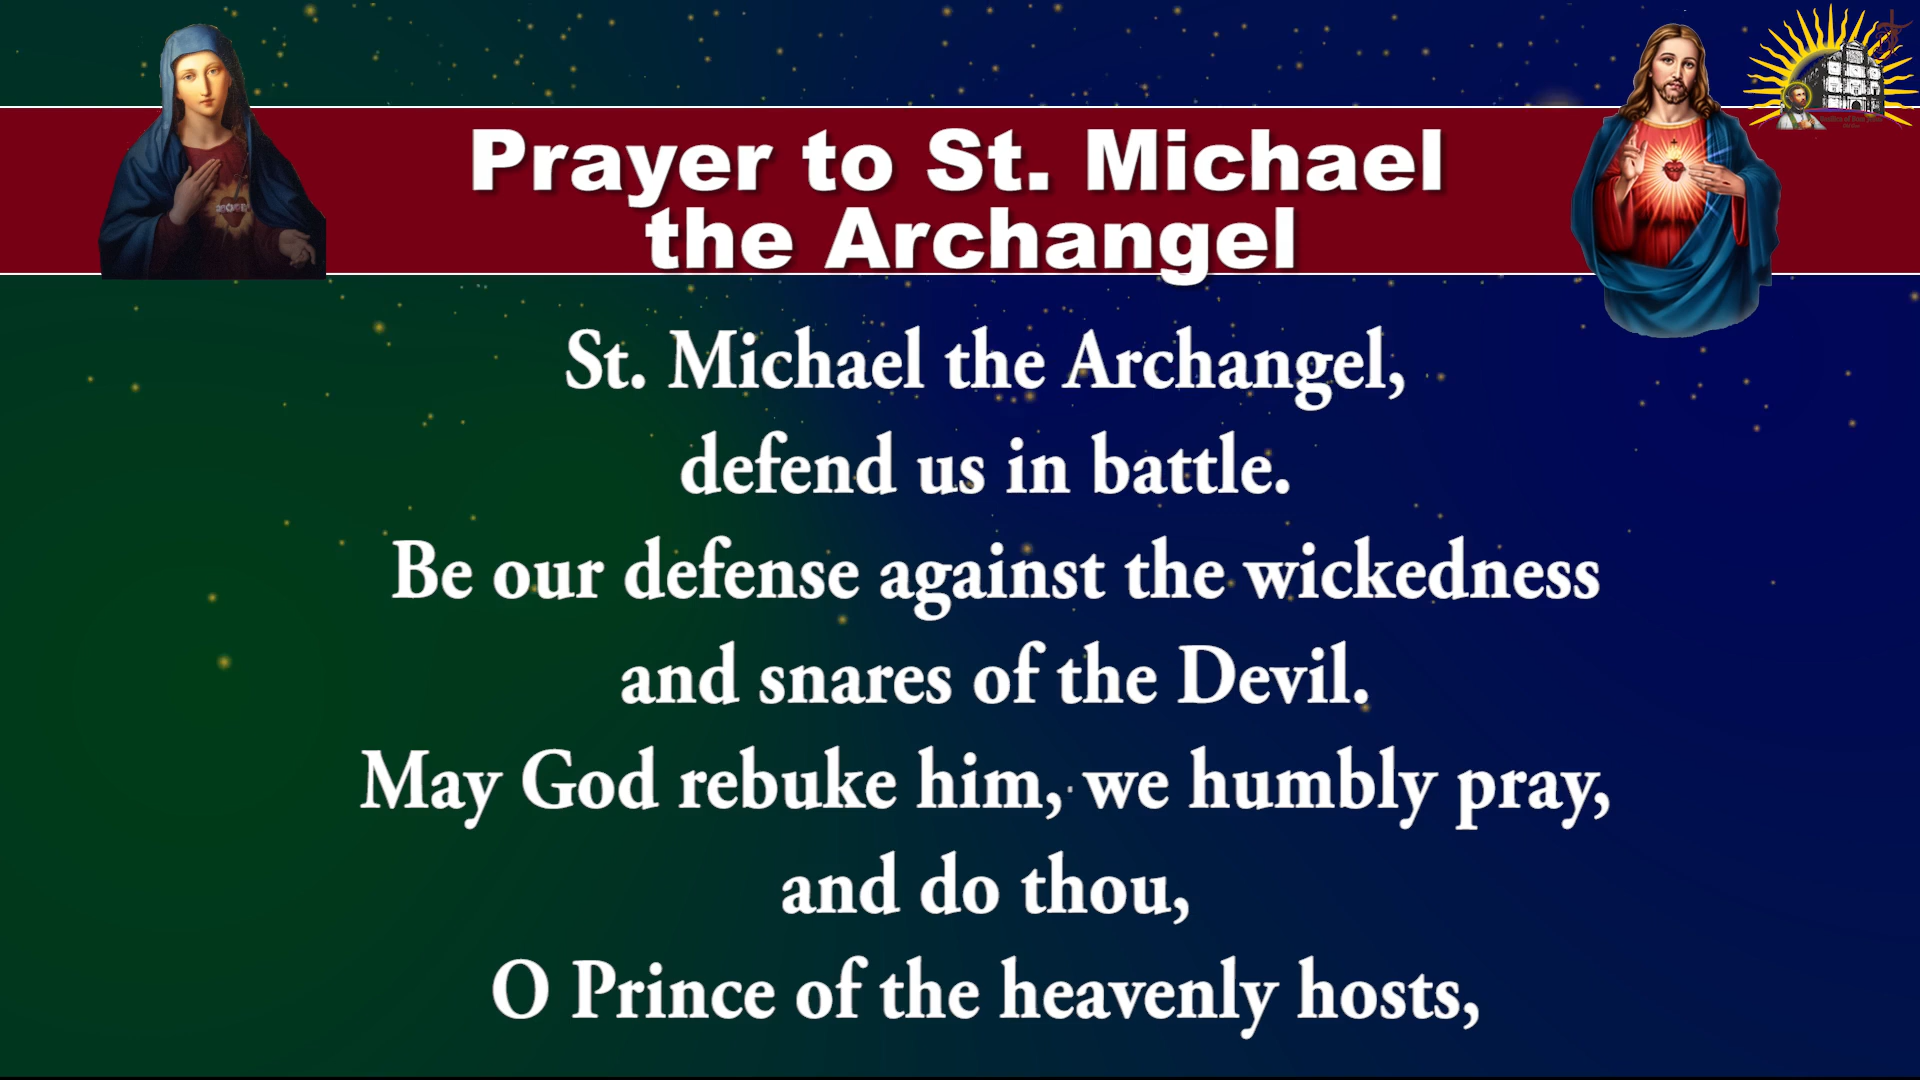 Prayer to St. Michael
the Archangel
St. Michael the Archangel,
defend us in battle.
Be our defense against the wickedness
and snares of the Devil.
May God rebuke him, we humbly pray,
and do thou,
O Prince of the heavenly hosts,